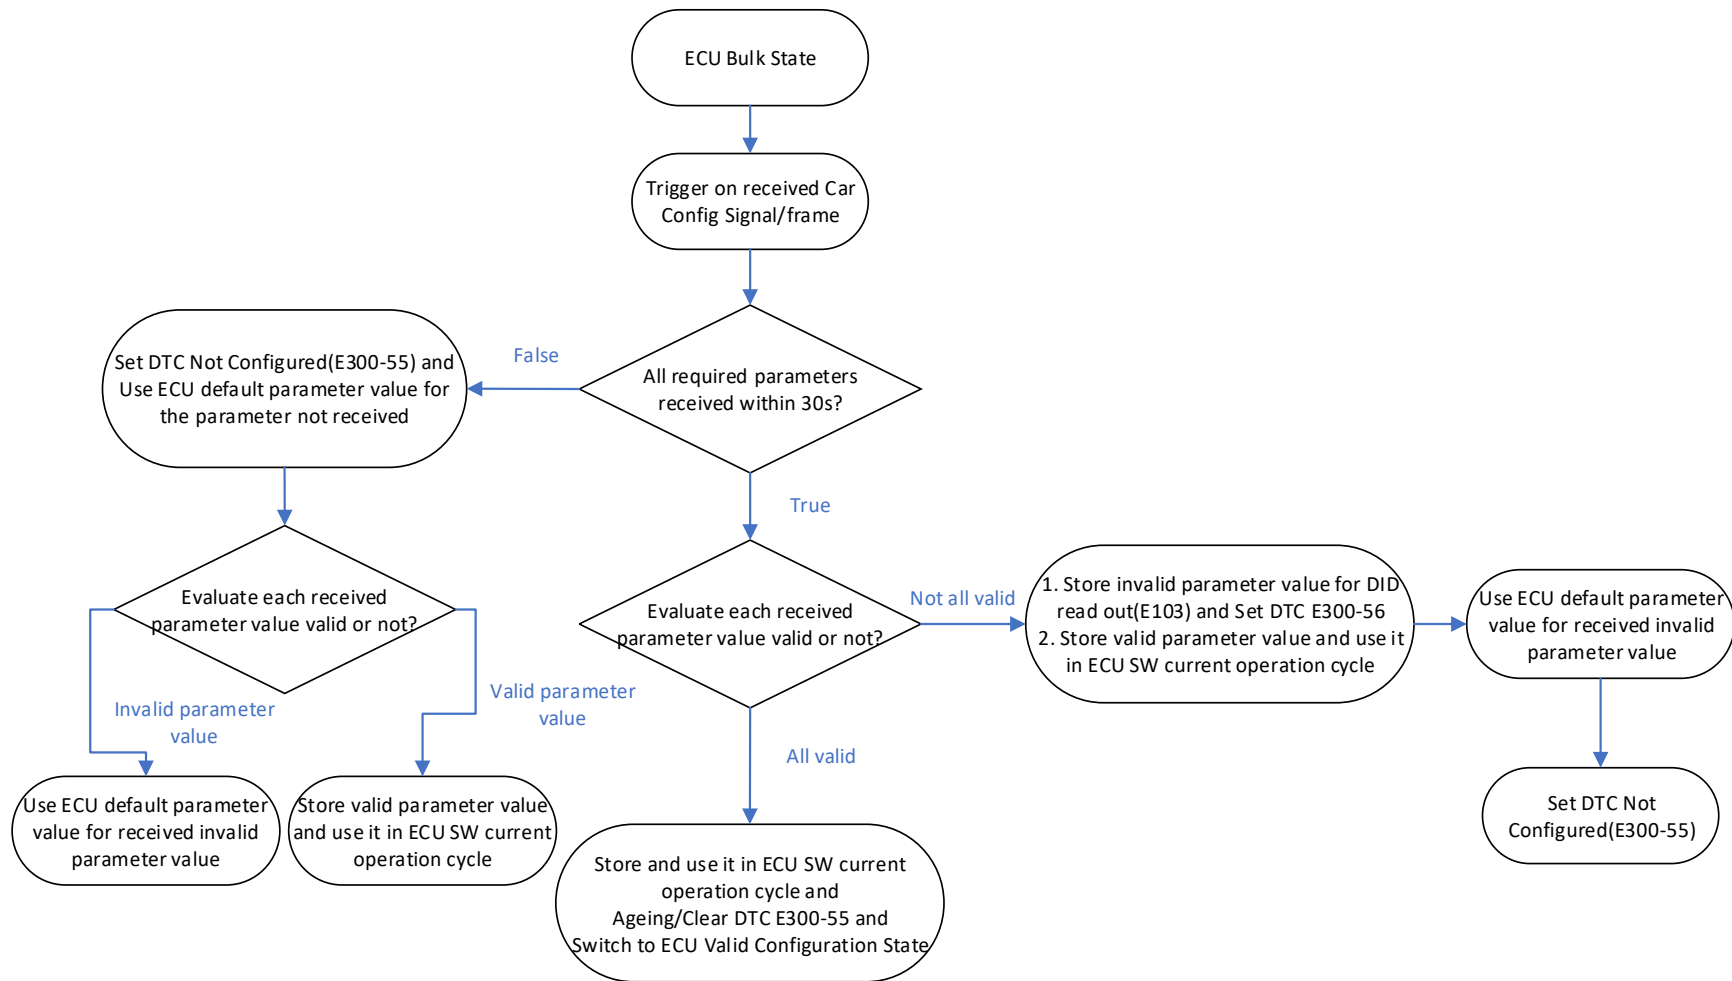 ECU Bulk State
Trigger on received Car
Config Signal/frame
False
Set DTC Not Configured(E300-55) and
Use ECU default parameter value for
the parameter not received
All required parameters
received within 30s?
True
Evaluate each received
parameter value valid or not?
Evaluate each received
parameter value valid or not?
Not all valid
1. Store invalid parameter value for DID
read out(E103) and Set DTC E300-56
2. Store valid parameter value and use it
in ECU SW current operation cycle
Use ECU default parameter
value for received invalid
parameter value
Invalid parameter
value
Valid parameter
value
All valid
Use ECU default parameter
value for received invalid
parameter value
Store valid parameter value
and use it in ECU SW current
operation cycle
Set DTC Not
Configured(E300-55)
Store and use it in ECU SW current
operation cycle and
Ageing/Clear DTC E300-55 and
Switch to ECU Valid Configuration State